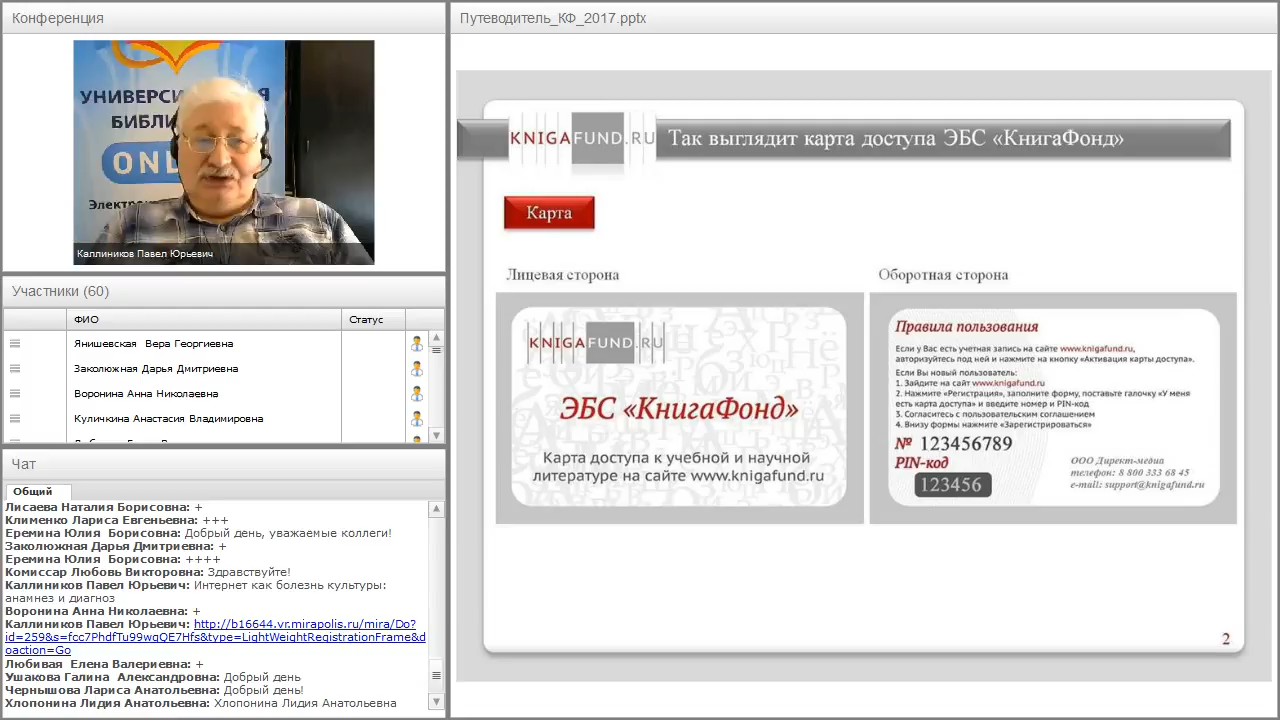 Конференция
УНИВЕРСИ
БИБЛИ
ONL
Электро
Каллиников Павел Юрьевич
Участники (60)
ФИО
Статус
Янишевская Вера Георгиевна
Заколюжная Дарья Дмитриевна
Воронина Анна Николаевна
Куличкина Анастасия Владимировна
Чат
Общий
Лисаева Наталия Борисовна: +
Клименко Лариса Евгеньевна: +++
Еремина Юлия Борисовна: Добрый день, уважаемые коллеги!
Заколюжная Дарья Дмитриевна: +
Еремина Юлия Борисовна: ++++
Комиссар Любовь Викторовна: Здравствуйте!
Каллиников Павел Юрьевич: Интернет как болезнь культуры:
анамнез и диагноз
Воронина Анна Николаевна: +
Каллиников Павел Юрьевич: http://b16644.vr.mirapolis.ru/mira/Do?
id=259&s=fcc7PhdfTu99wqQE7Hfs&type=LightWeightRegistrationFrame&d
oaction=Go
Любивая Елена Валериевна: +
Ушакова Галина Александровна: Добрый день
Чернышова Лариса Анатольевна: Добрый день!
Хлопонина Лидия Анатольевна: Хлопонина Лидия Анатольевна
Путеводитель_КФ_2017.pptx
KNIGAFUND.RU
Так выглядит карта доступа ЭБС «КнигаФонд»
Карта
Лицевая сторона
KNIGAFUND.RU
ЭБС «КнигаФонд»
Карта доступа к учебной и научной
литературе на сайте www.knigafund.ru
Оборотная сторона
Правила пользования
Если у Вас есть учетная запись на сайте www.knigafund.ru,
авторизуйтесь под ней и нажмите на кнопку «Активация карты доступа».
Если Вы новый пользователь:
1. Зайдите на сайт www.knigafund.ru
2. Нажмите «Регистрация», заполните форму, поставьте галочку «У меня
есть карта доступа» и введите номер и PIN-код
3. Согласитесь с пользовательским соглашением
4. Внизу формы нажмите «Зарегистрироваться»
№ 123456789
PIN-код
123456
ООО Директ-медиа
телефон: 8 800 333 68 45
e-mail: support@knigafund.ru
2